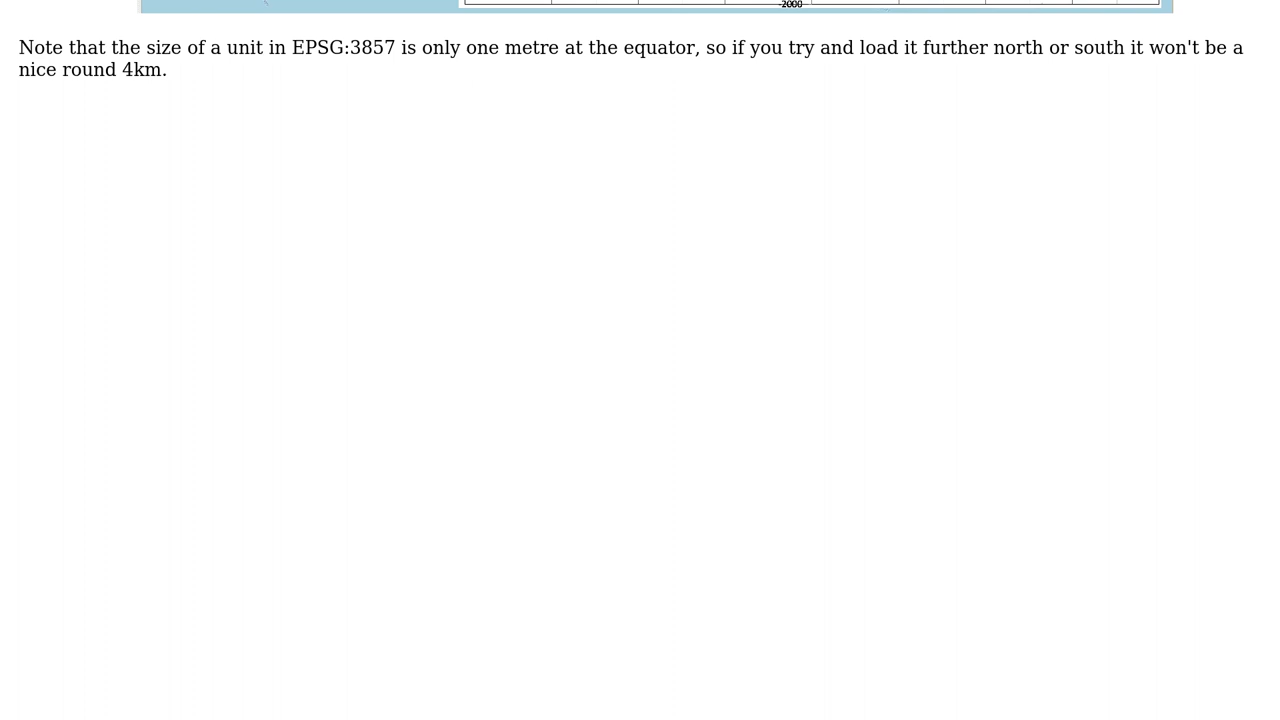 -2000
Note that the size of a unit in EPSG:3857 is only one metre at the equator, so if you try and load it further north or south it won't be a
nice round 4km.